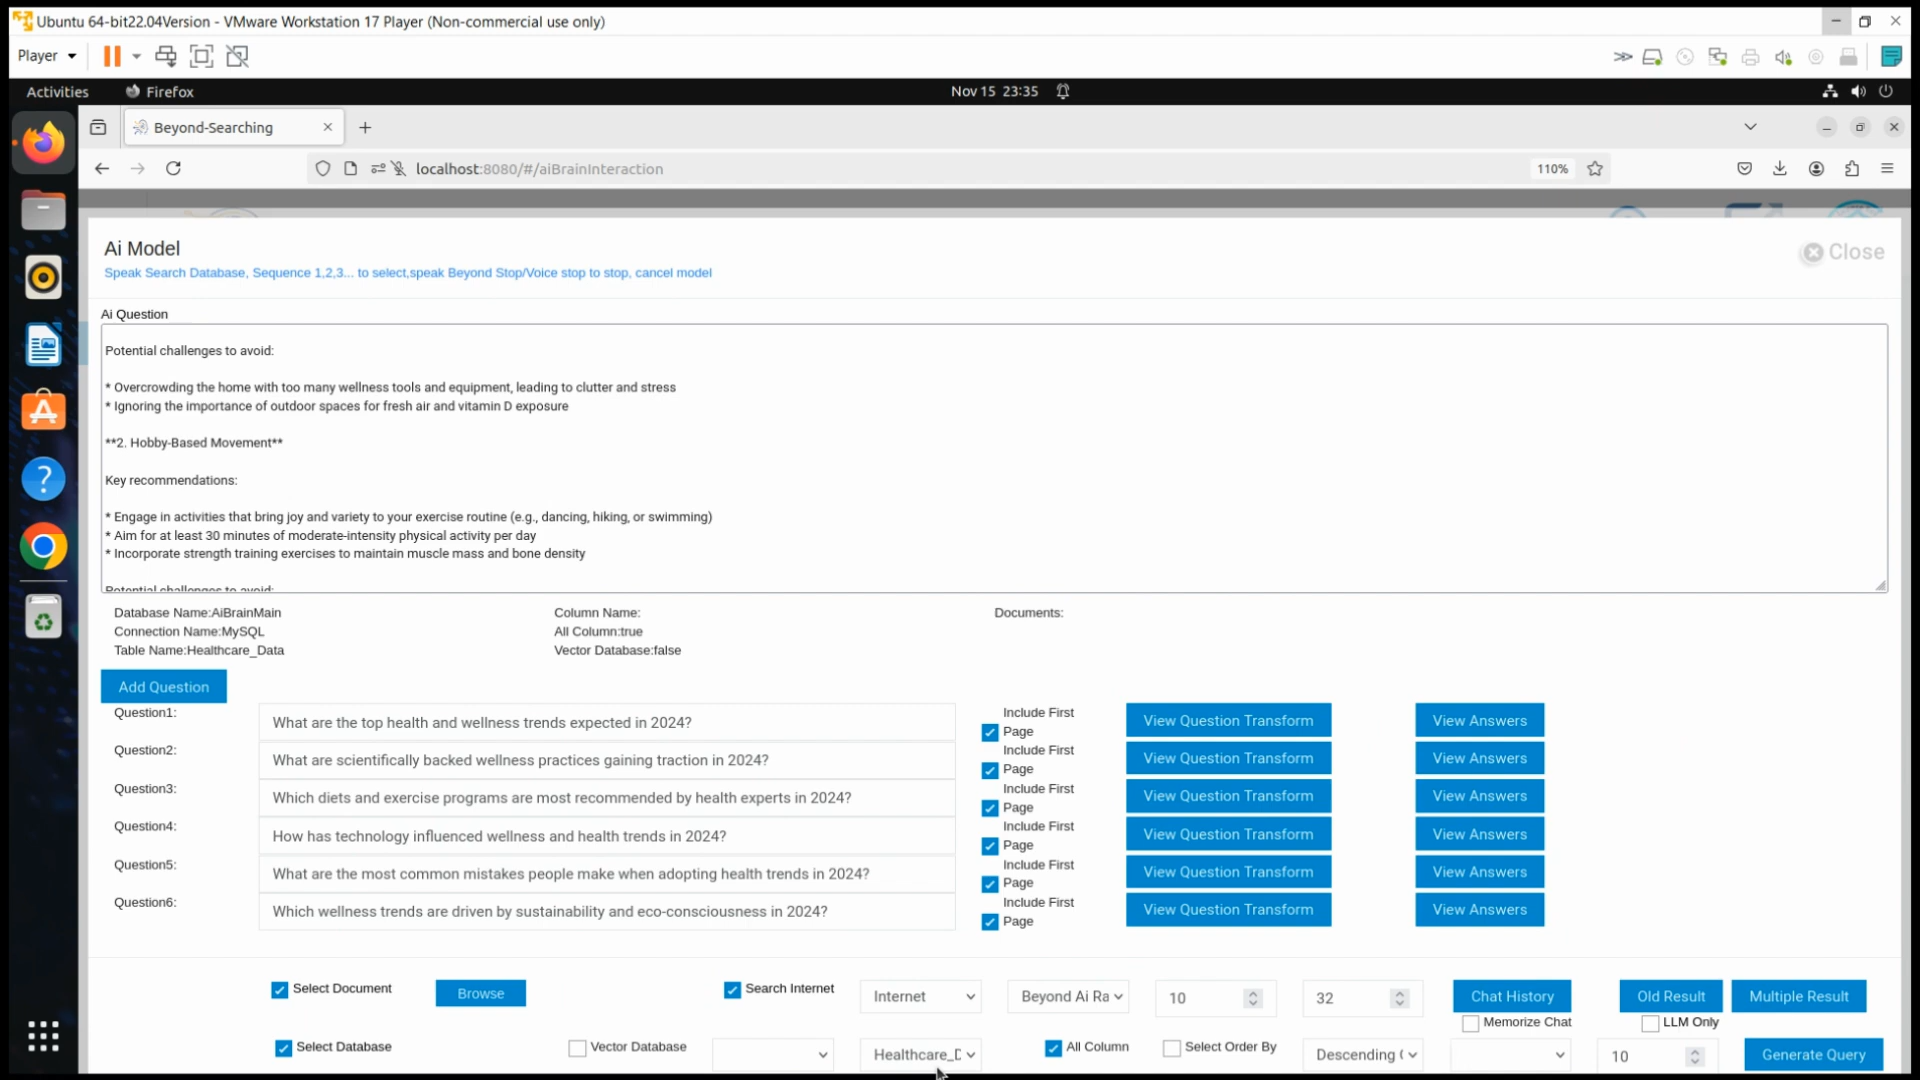 Ubuntu 64-bit22.04Version - VMware Workstation 17 Player (Non-commercial use only)
Player
Activities
Firefox
Nov 15 23:35
Beyond-Searching
localhost:8080/#/aiBrainInteraction
110%
Ai Model
Close
Speak Search Database, Sequence 1,2,3... to select,speak Beyond Stop/Voice stop to stop, cancel model
Ai Question
Potential challenges to avoid:
* Overcrowding the home with too many wellness tools and equipment, leading to clutter and stress
* Ignoring the importance of outdoor spaces for fresh air and vitamin D exposure
**2. Hobby-Based Movement**
Key recommendations:
* Engage in activities that bring joy and variety to your exercise routine (e.g., dancing, hiking, or swimming)
* Aim for at least 30 minutes of moderate-intensity physical activity per day
* Incorporate strength training exercises to maintain muscle mass and bone density
Potential challenges to avoid:
Database Name:AiBrainMain
Column Name:
Documents:
Connection Name:MySQL
All Column:true
Table Name:Healthcare_Data
Vector Database:false
Add Question
Question1: What are the top health and wellness trends expected in 2024? Include First Page View Question Transform View Answers
Question2: What are scientifically backed wellness practices gaining traction in 2024? Include First Page View Question Transform View Answers
Question3: Which diets and exercise programs are most recommended by health experts in 2024? Include First Page View Question Transform View Answers
Question4: How has technology influenced wellness and health trends in 2024? Include First Page View Question Transform View Answers
Question5: What are the most common mistakes people make when adopting health trends in 2024? Include First Page View Question Transform View Answers
Question6: Which wellness trends are driven by sustainability and eco-consciousness in 2024? Include First Page View Question Transform View Answers
Select Document Browse Search Internet Internet Beyond Ai Ra 10 32 Chat History Old Result Multiple Result
Memorize Chat LLM Only
Select Database Vector Database Healthcare_D All Column Select Order By Descending ( 10 Generate Query